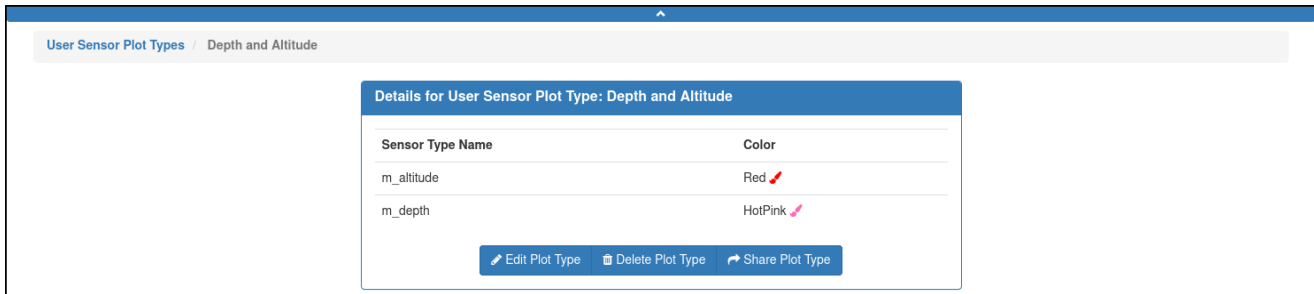 User Sensor Plot Types / Depth and Altitude
Details for User Sensor Plot Type: Depth and Altitude
Sensor Type Name Color
m_altitude Red
m_depth HotPink
Edit Plot Type Delete Plot Type Share Plot Type